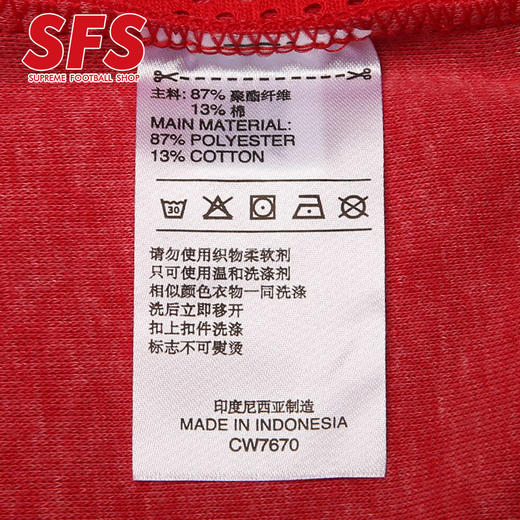 SFS
SUPREME FOOTBALL SHOP
主料: 87% 聚酯纤维
13% 棉
MAIN MATERIAL:
87% POLYESTER
13% COTTON
30
请勿使用织物柔软剂
只可使用温和洗涤剂
相似颜色衣物一同洗涤
洗后立即移开
扣上扣件洗涤
标志不可熨烫
印度尼西亚制造
MADE IN INDONESIA
CW7670